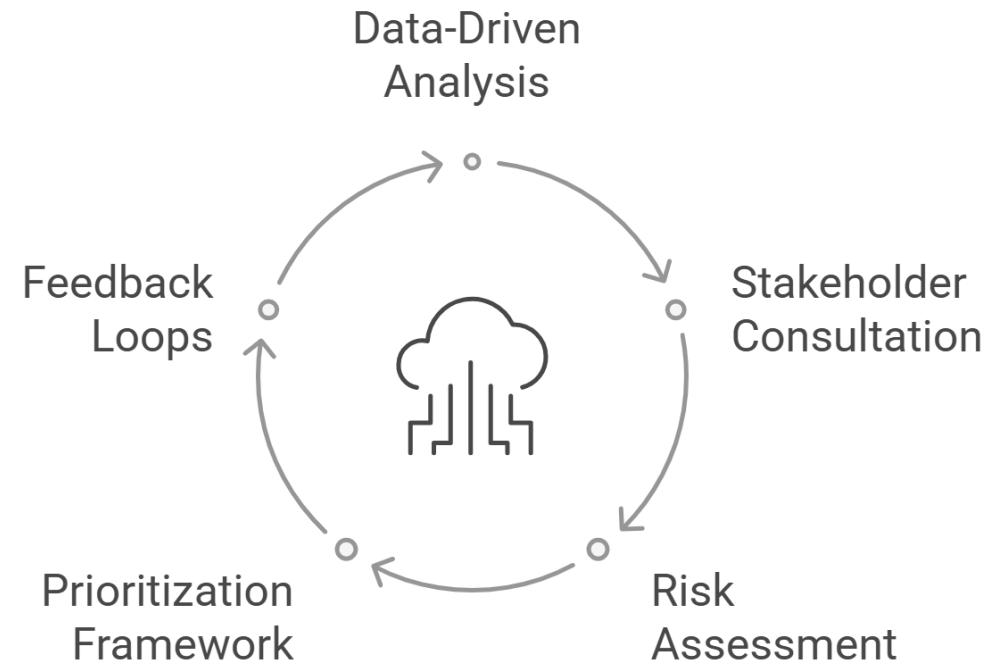 Data-Driven
Analysis
Stakeholder
Consultation
Risk
Assessment
Prioritization
Framework
Feedback
Loops